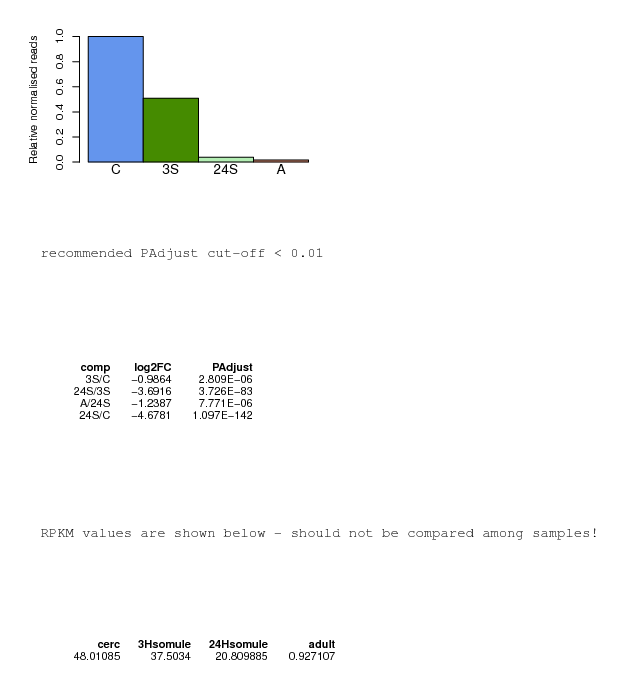 Relative normalised reads
1.0
0.8
0.6
0.4
0.2
0.0
C 3S 24S A
recommended PAdjust cut-off < 0.01
comp log2FC PAdjust
3S/C −0.9864 2.809E−06
24S/3S −3.6916 3.726E−83
A/24S −1.2387 7.771E−06
24S/C −4.6781 1.097E−142
RPKM values are shown below - should not be compared among samples!
cerc 3Hsomule 24Hsomule adult
48.01085 37.5034 20.809885 0.927107